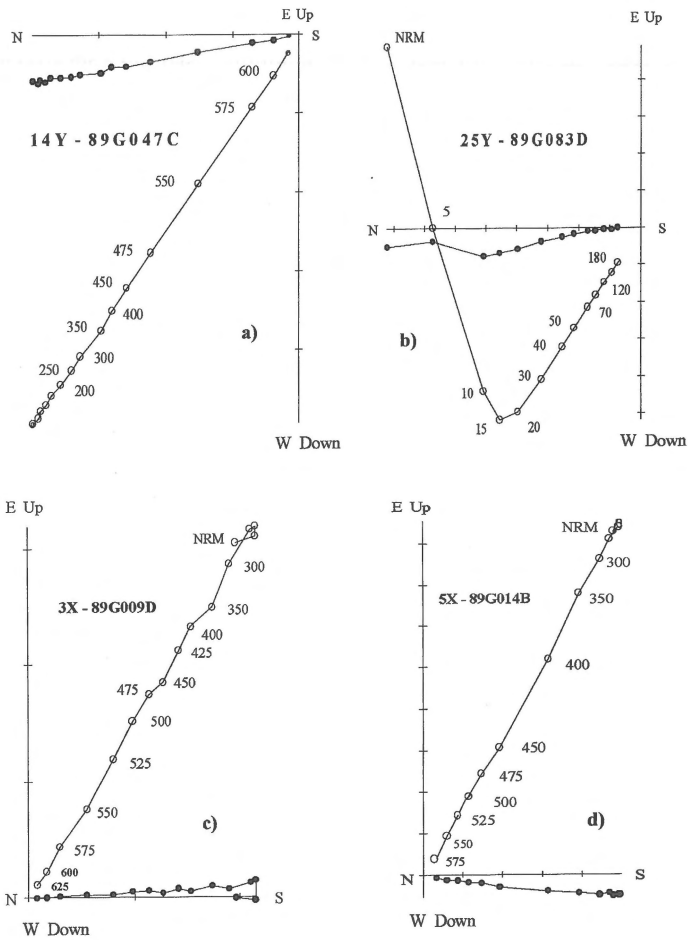 E Up
N
S
600
575
14Y - 89G047C
550
475
450
400
350
300
250
200
a)
W Down
E Up
NRM
25Y - 89G083D
5
N
S
180
120
70
50
40
30
20
15
10
b)
W Down
E Up
NRM
300
3X - 89G009D
350
400
425
450
475
500
525
550
575
600
625
c)
N
S
W Down
E Up
NRM
300
5X - 89G014B
350
400
450
475
500
525
550
575
d)
N
S
W Down